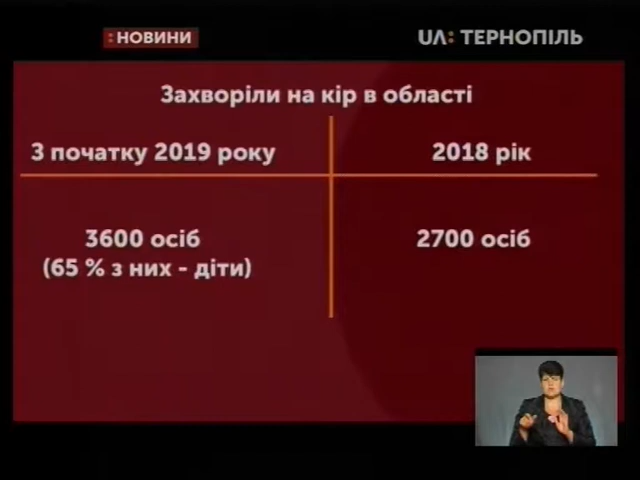 :НОВИНИ
UA: ТЕРНОПІЛЬ
Захворіли на кір в області
З початку 2019 року
2018 рік
3600 осіб
(65 % з них - діти)
2700 осіб